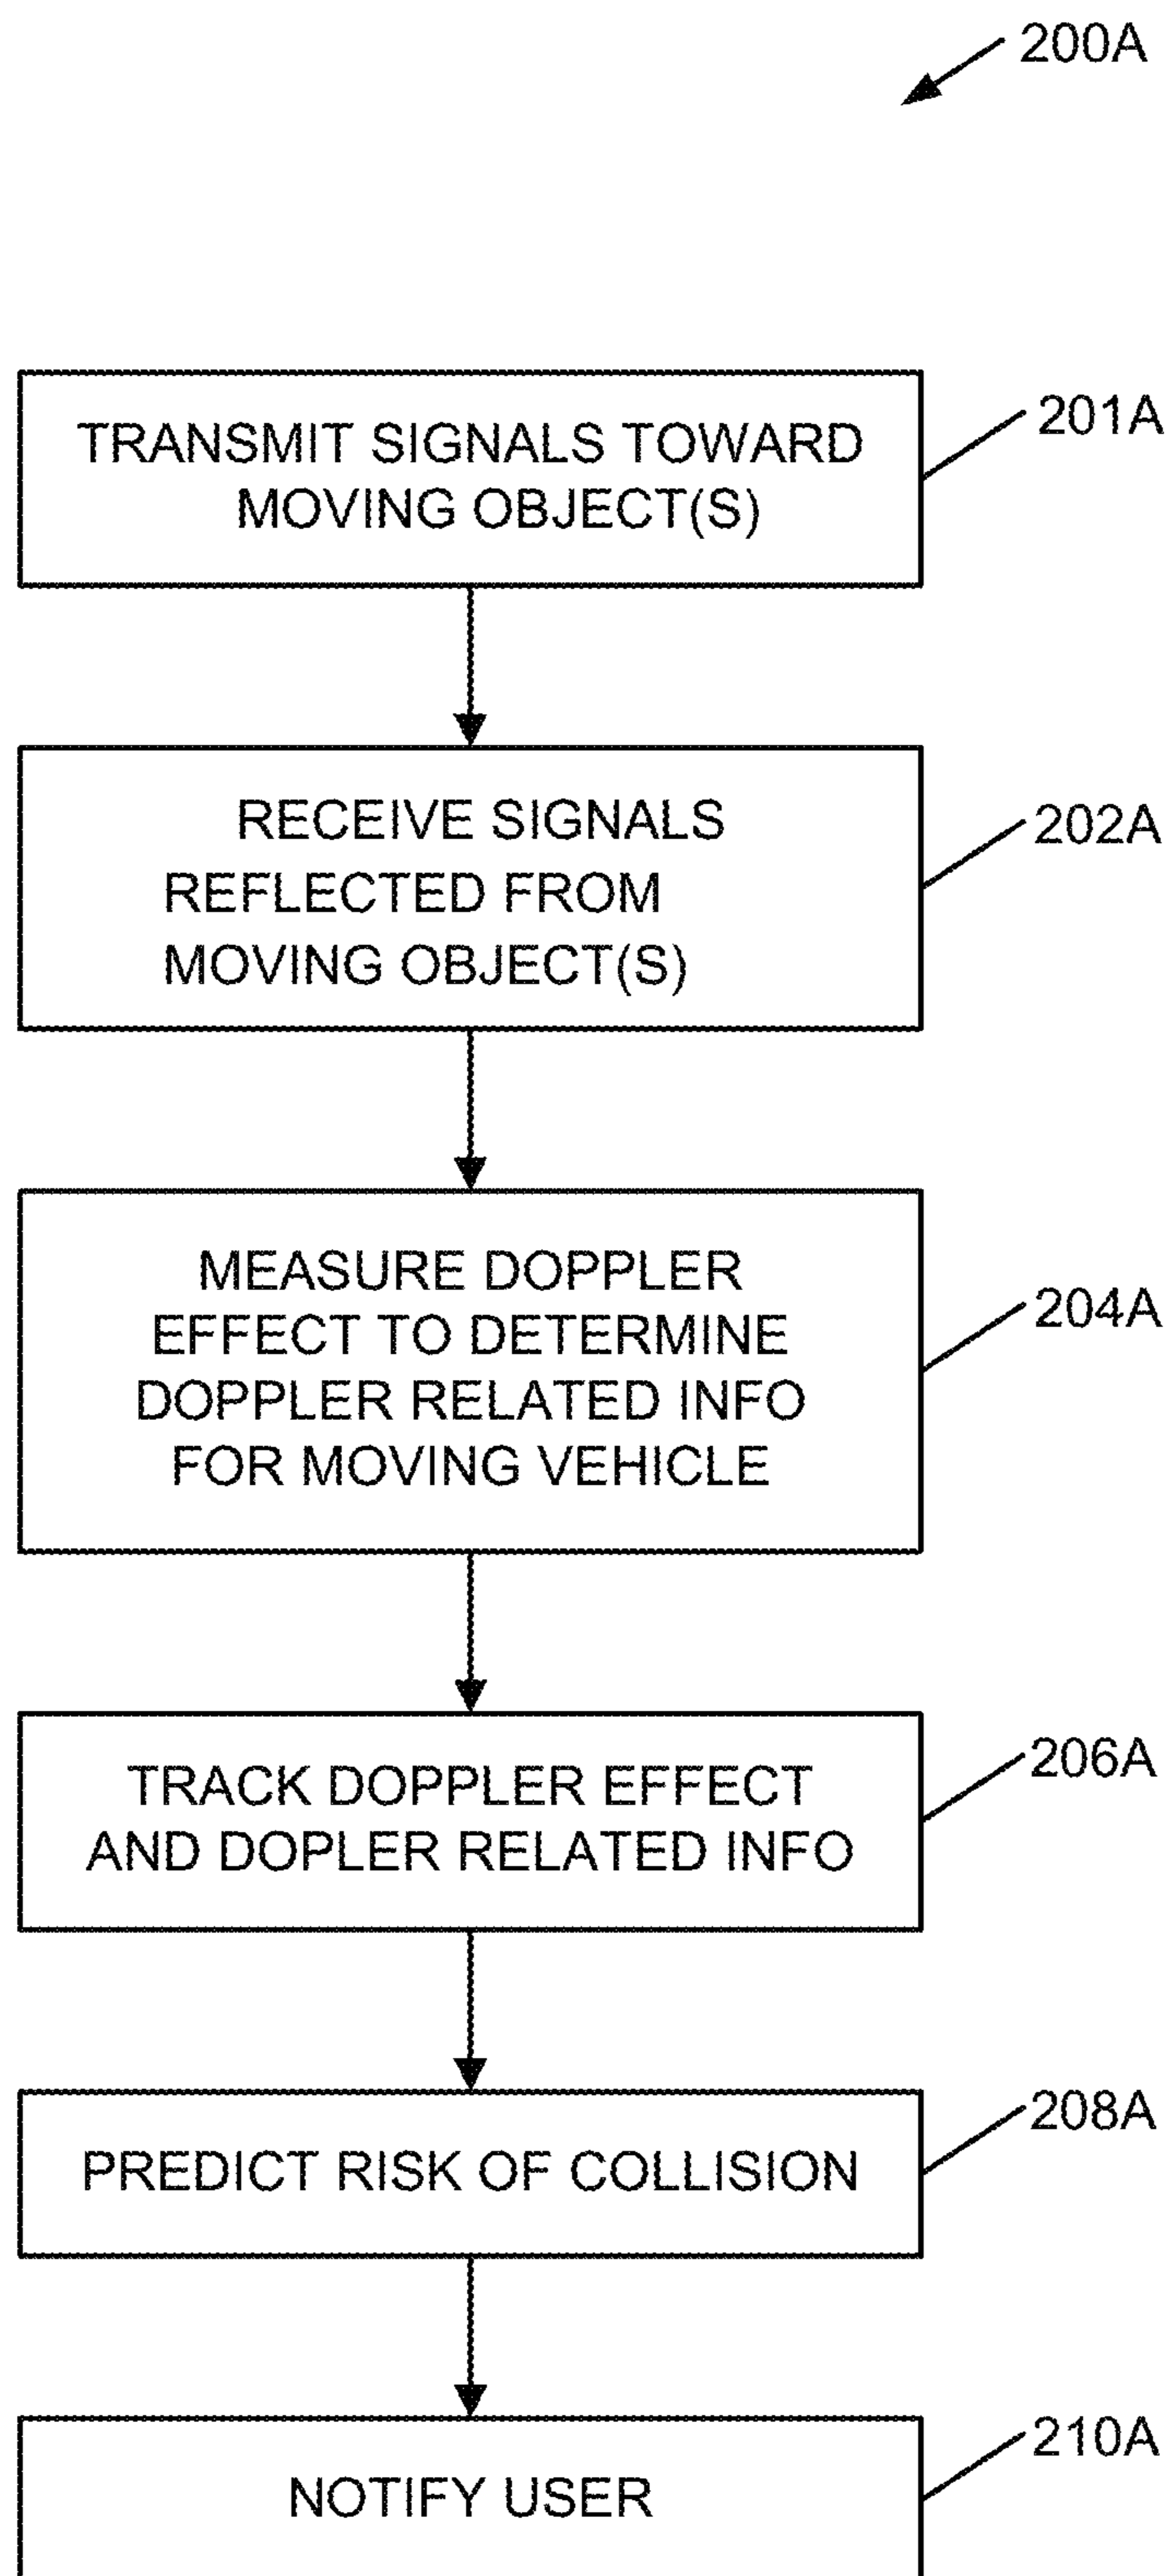 200A
TRANSMIT SIGNALS TOWARD
MOVING OBJECT(S)
201A
RECEIVE SIGNALS
REFLECTED FROM
MOVING OBJECT(S)
202A
MEASURE DOPPLER
EFFECT TO DETERMINE
DOPPLER RELATED INFO
FOR MOVING VEHICLE
204A
TRACK DOPPLER EFFECT
AND DOPLER RELATED INFO
206A
PREDICT RISK OF COLLISION
208A
NOTIFY USER
210A